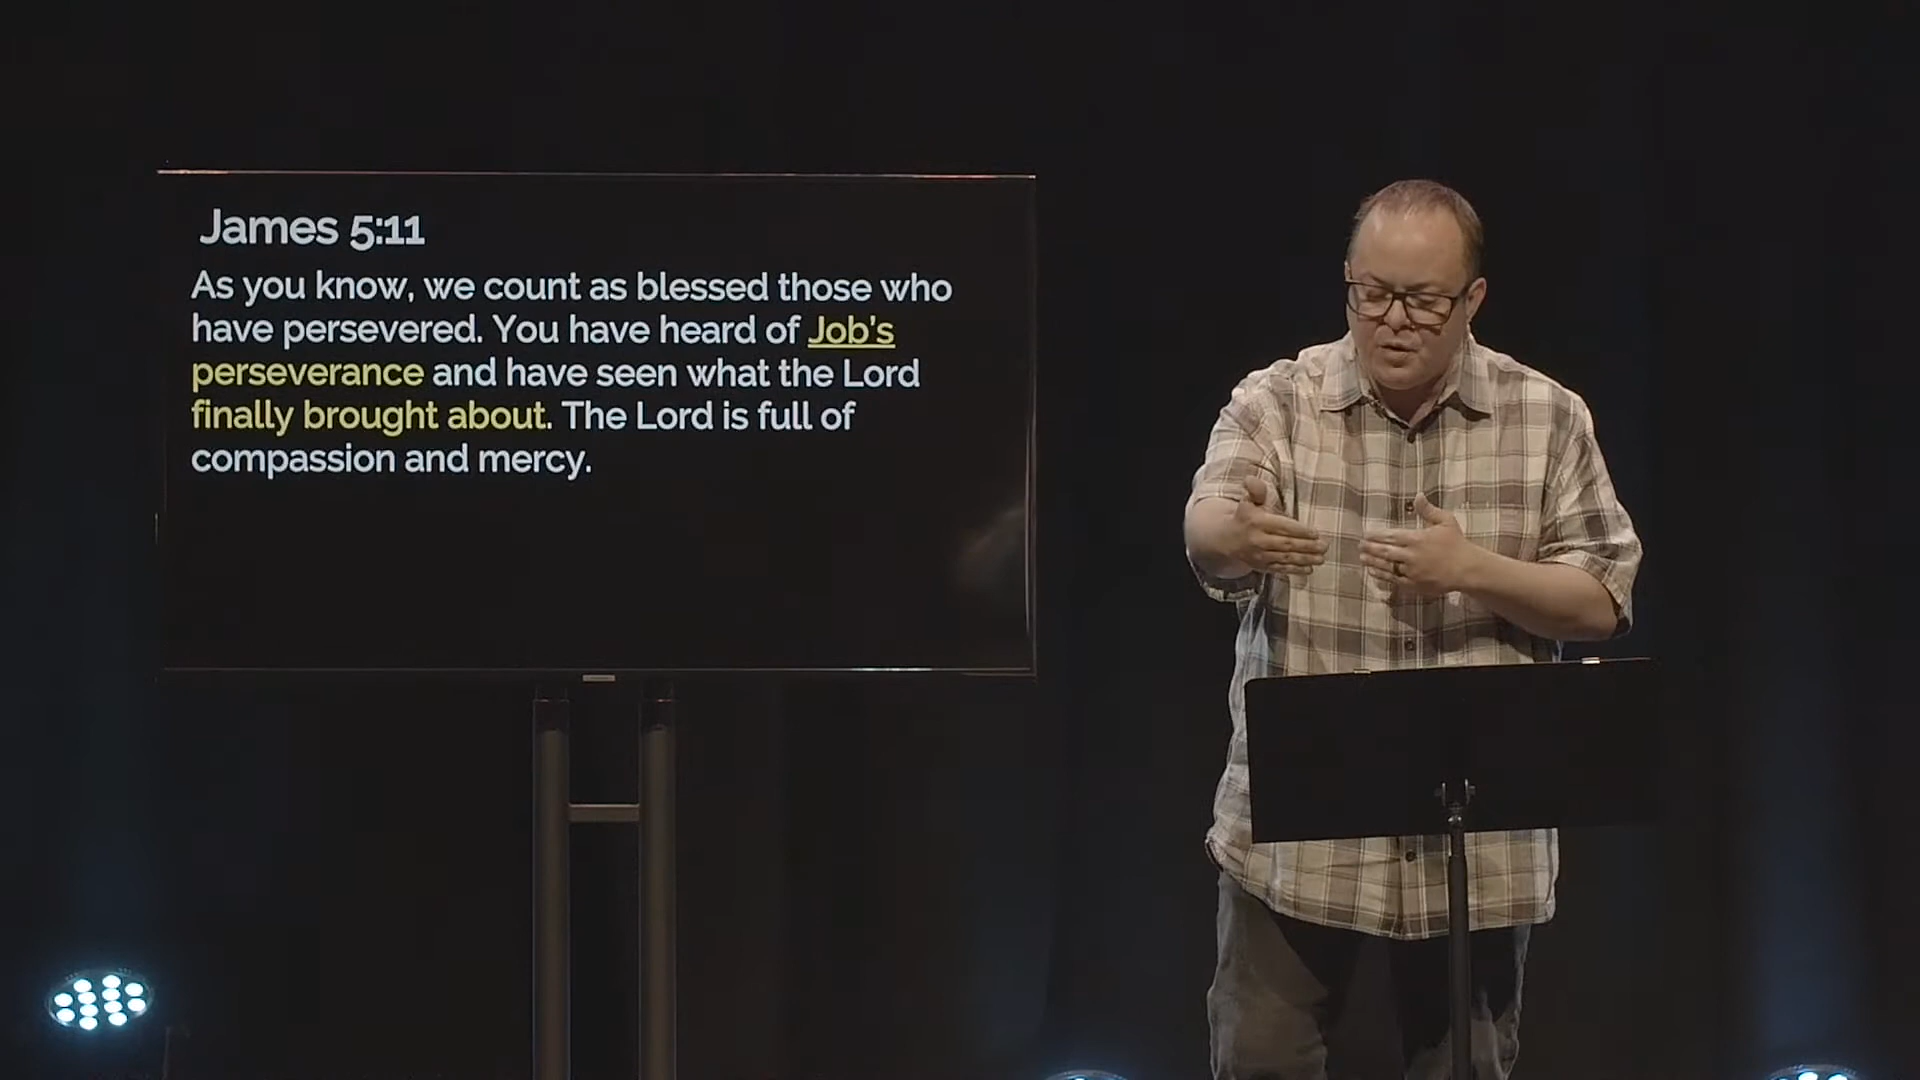 James 5:11
As you know, we count as blessed those who
have persevered. You have heard of Job's
perseverance and have seen what the Lord
finally brought about. The Lord is full of
compassion and mercy.